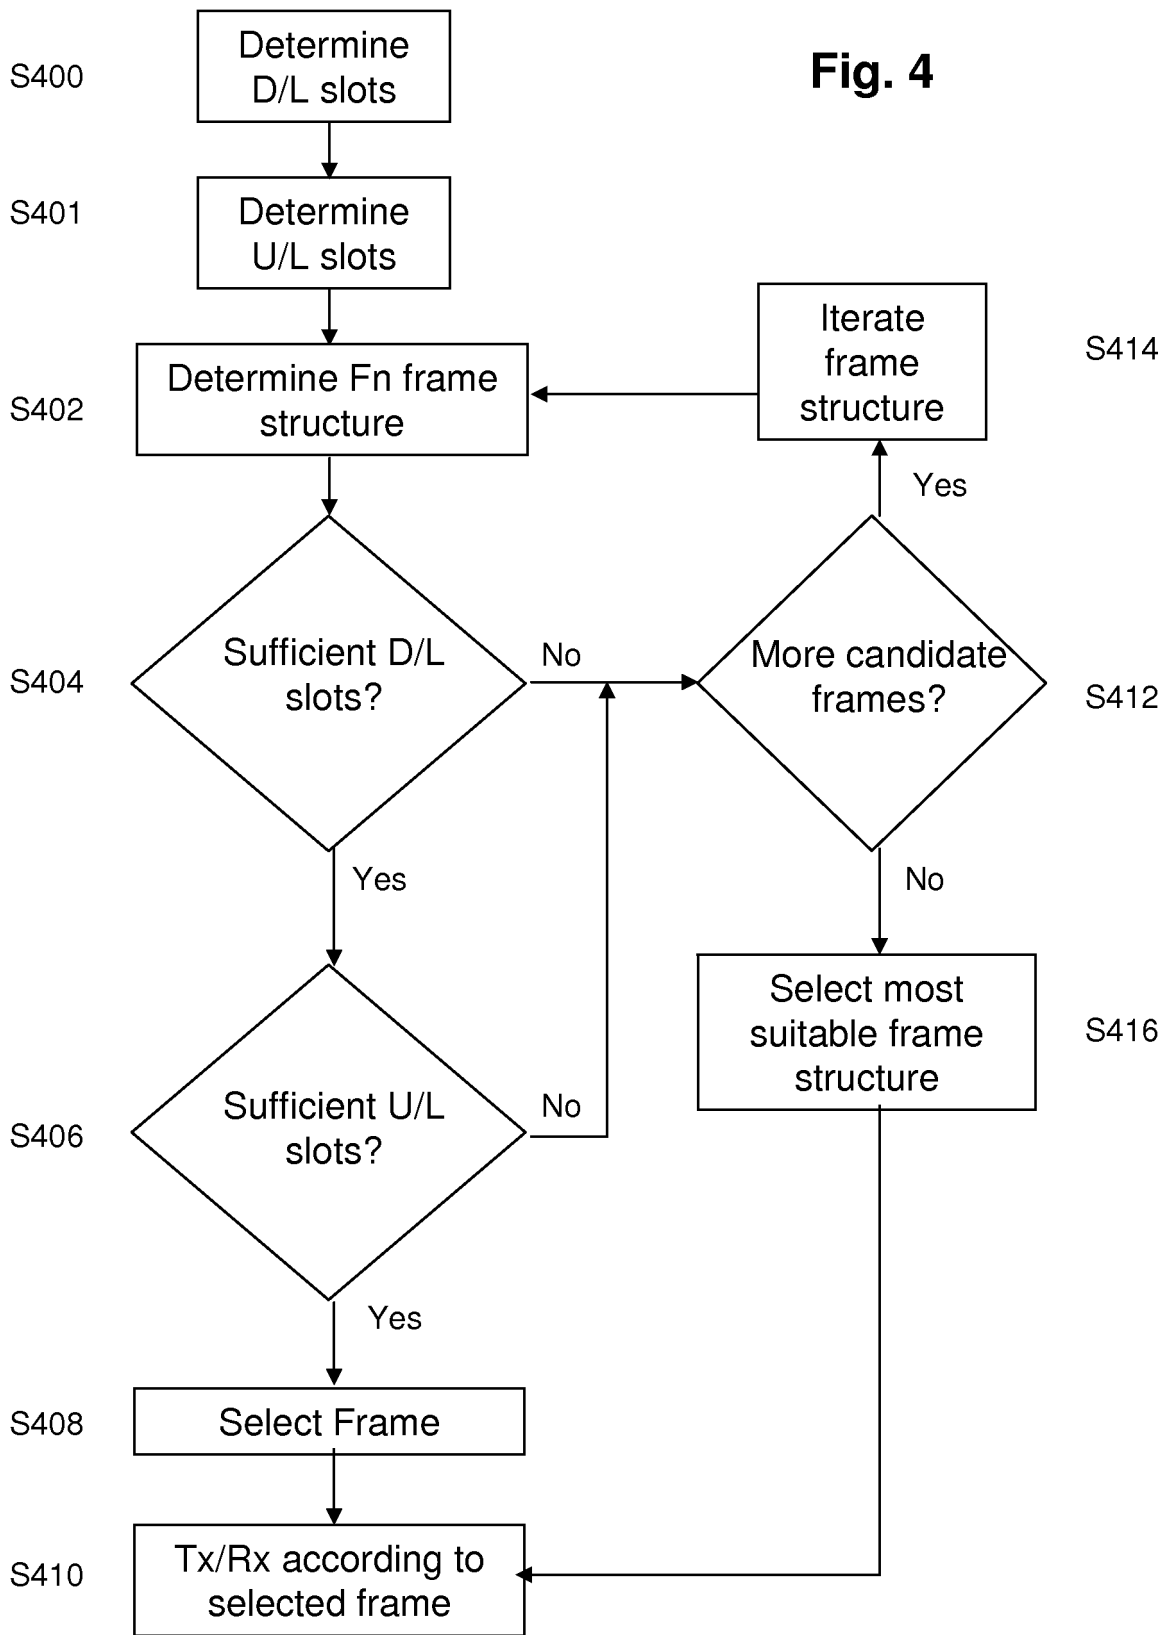 Fig. 4
S400
Determine
D/L slots
S401
Determine
U/L slots
S402
Determine Fn frame
structure
Iterate
frame
structure
S414
Yes
S404
Sufficient D/L
slots?
No
More candidate
frames?
S412
Yes
No
S406
Sufficient U/L
slots?
No
Select most
suitable frame
structure
S416
Yes
S408
Select Frame
S410
Tx/Rx according to
selected frame